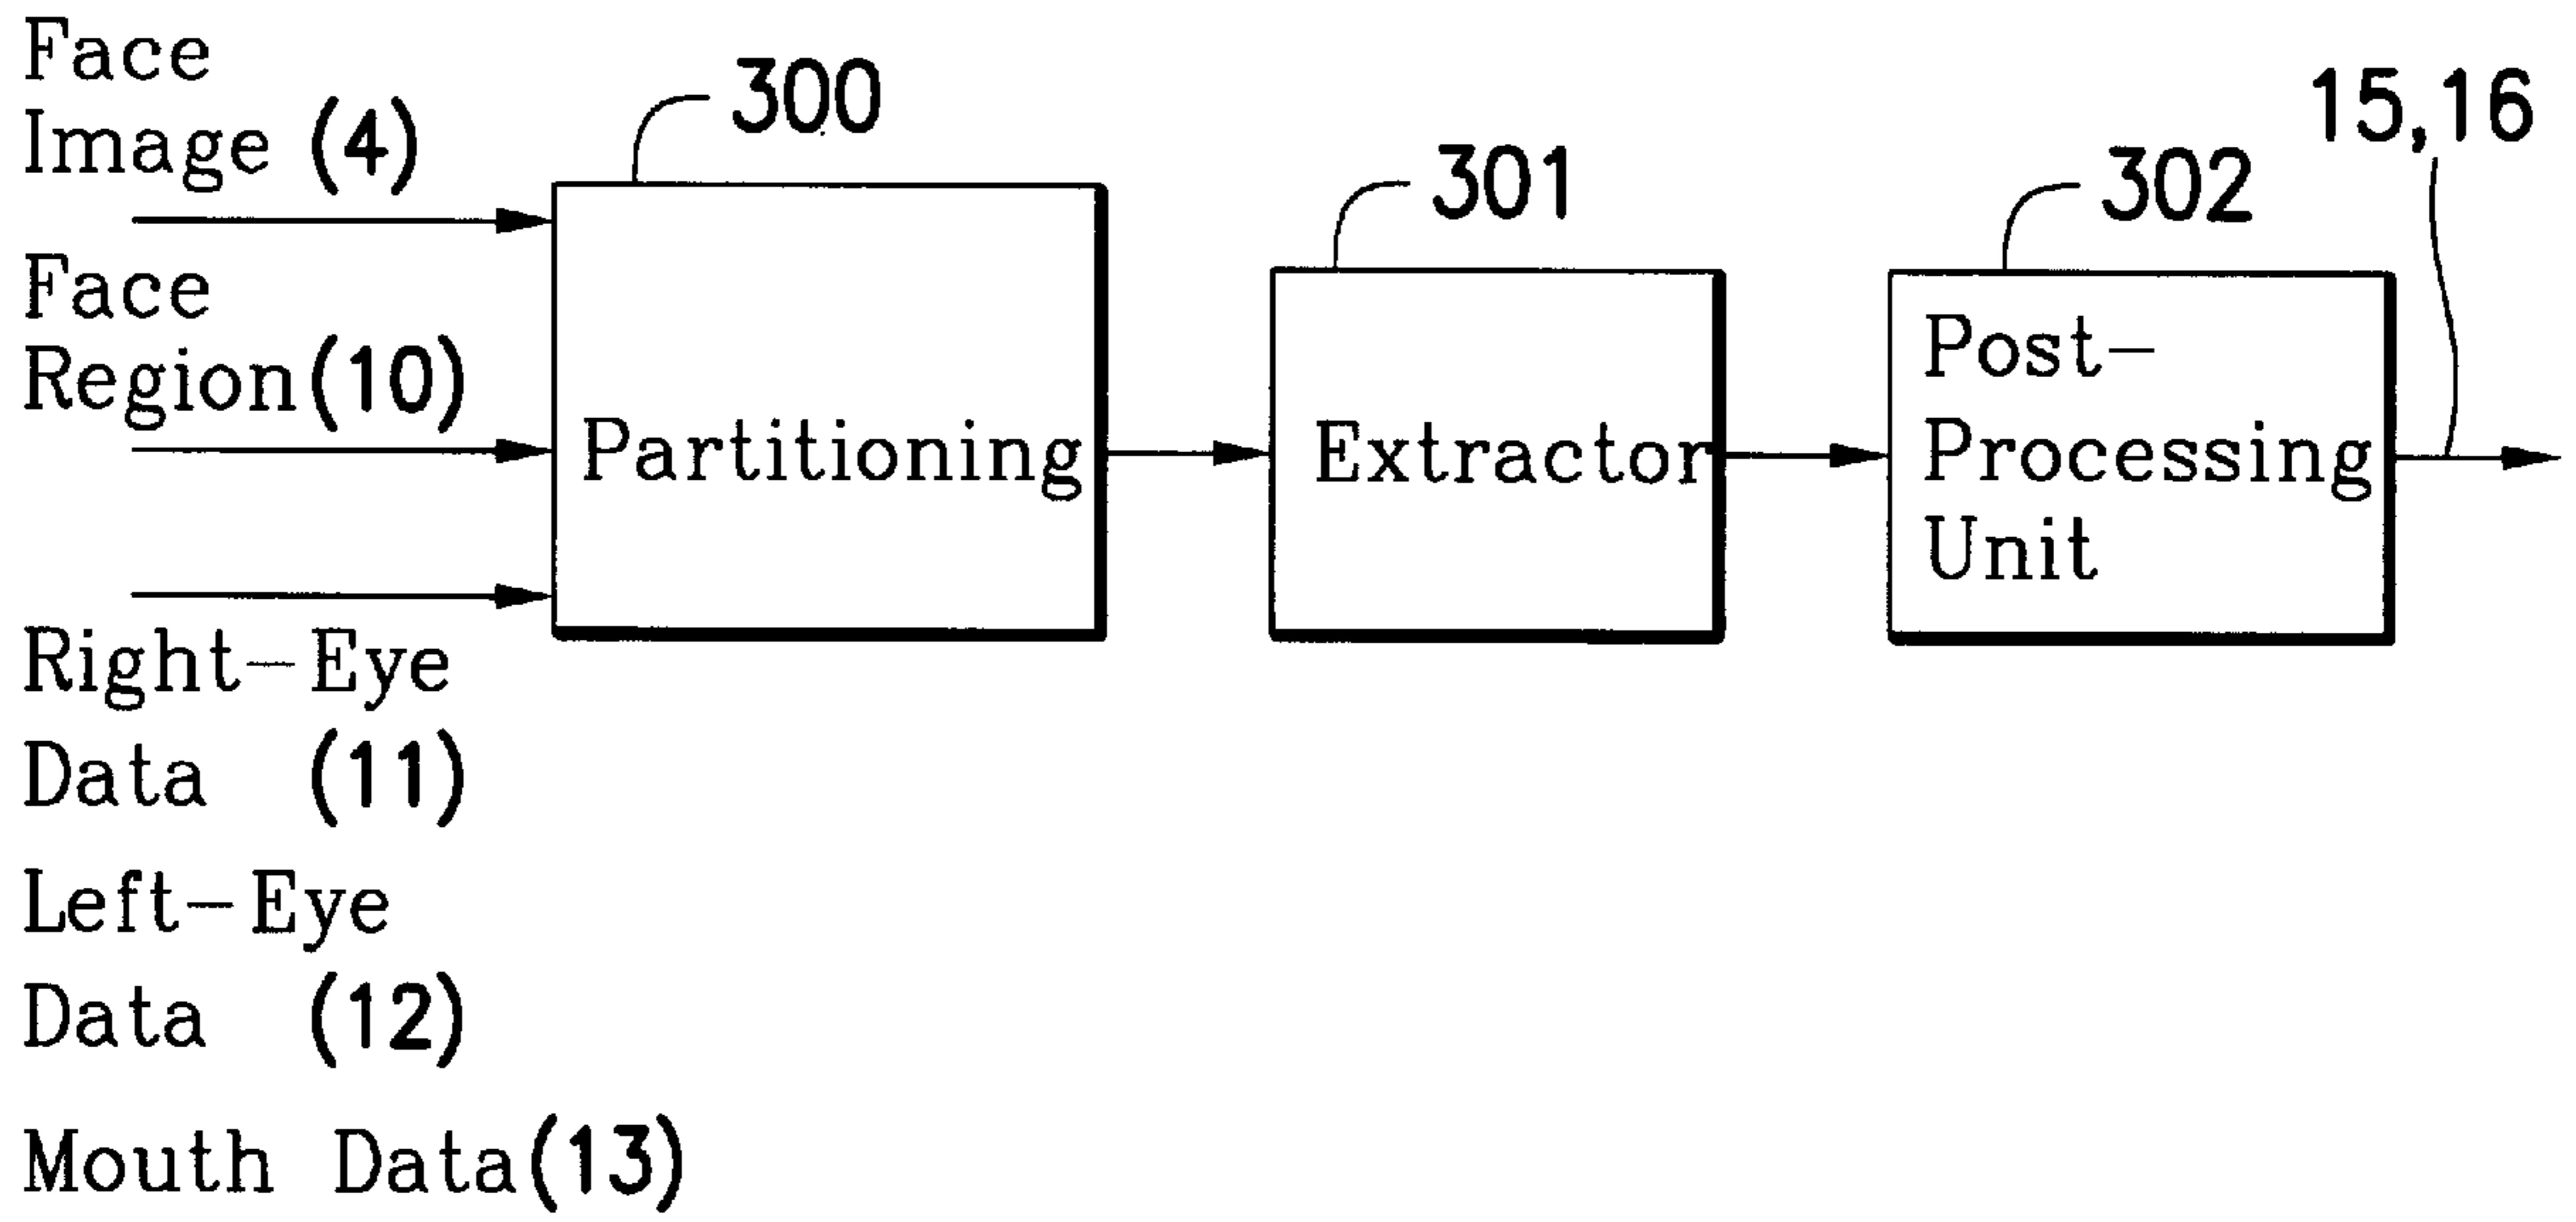 Face
Image (4)
Face
Region(10)
Right-Eye
Data (11)
Left-Eye
Data (12)
Mouth Data(13)
300
Partitioning
301
Extractor
302
Post-
Processing
Unit
15,16